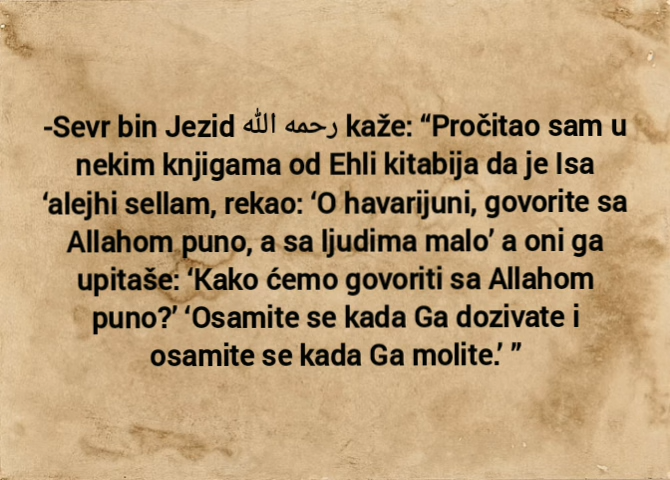 -Sevr bin Jezid رحمه الله kaže: “Pročitao sam u
nekim knjigama od Ehli kitabija da je Isa
‘alejhi sellam, rekao: ‘O havarijuni, govorite sa
Allahom puno, a sa ljudima malo’ a oni ga
upitaše: ‘Kako ćemo govoriti sa Allahom
puno?’ ‘Osamite se kada Ga dozivate i
osamite se kada Ga molite.’ ”